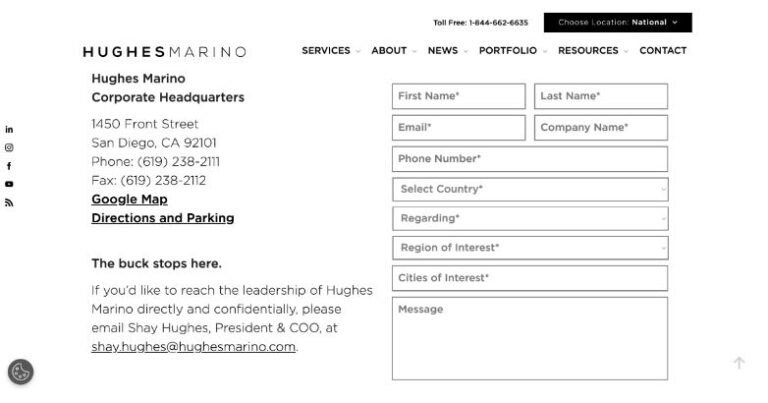 Toll Free: 1-844-662-6635
Choose Location: National
HUGHESMARINO
SERVICES ABOUT NEWS PORTFOLIO RESOURCES CONTACT
Hughes Marino
Corporate Headquarters
1450 Front Street
San Diego, CA 92101
Phone: (619) 238-2111
Fax: (619) 238-2112
Google Map
Directions and Parking
The buck stops here.
If you'd like to reach the leadership of Hughes
Marino directly and confidentially, please
email Shay Hughes, President & COO, at
shay.hughes@hughesmarino.com.
First Name* Last Name*
Email* Company Name*
Phone Number*
Select Country*
Regarding*
Region of Interest*
Cities of Interest*
Message